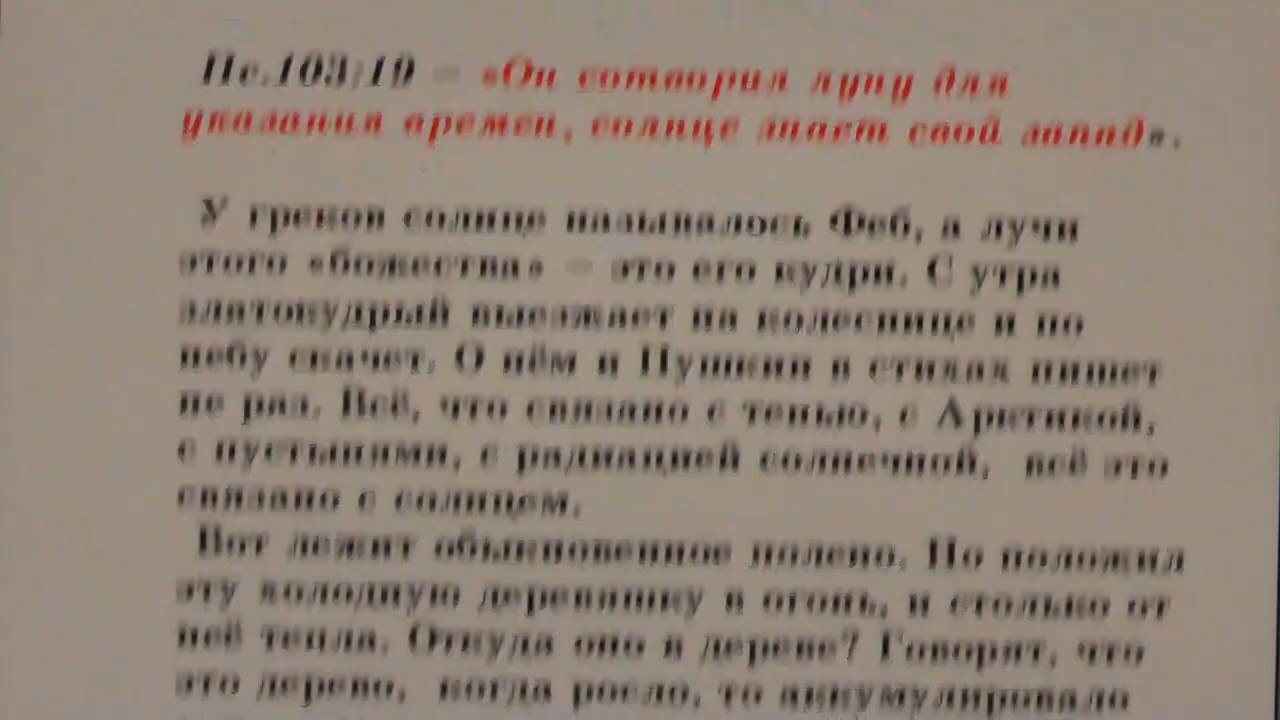 Пс.103/19 – «Он сотворил луну для
указания времен, солнце знает свой запад».
У греков солнце называлось Феб, а лучи
этого «божества» – это его кудри. С утра
златокудрый выезжает на колеснице и по
небу скачет. О нём и Пушкин в стихах пишет
не раз. Всё, что связано с тенью, с Арктикой,
с пустынями, с радиацией солнечной, всё это
связано с солнцем.
Вот лежит обыкновенное полено. Но положил
эту холодную деревяшку в огонь, и столько от
неё тепла. Откуда оно в дереве? Говорят, что
это дерево, когда росло, то аккумулировало